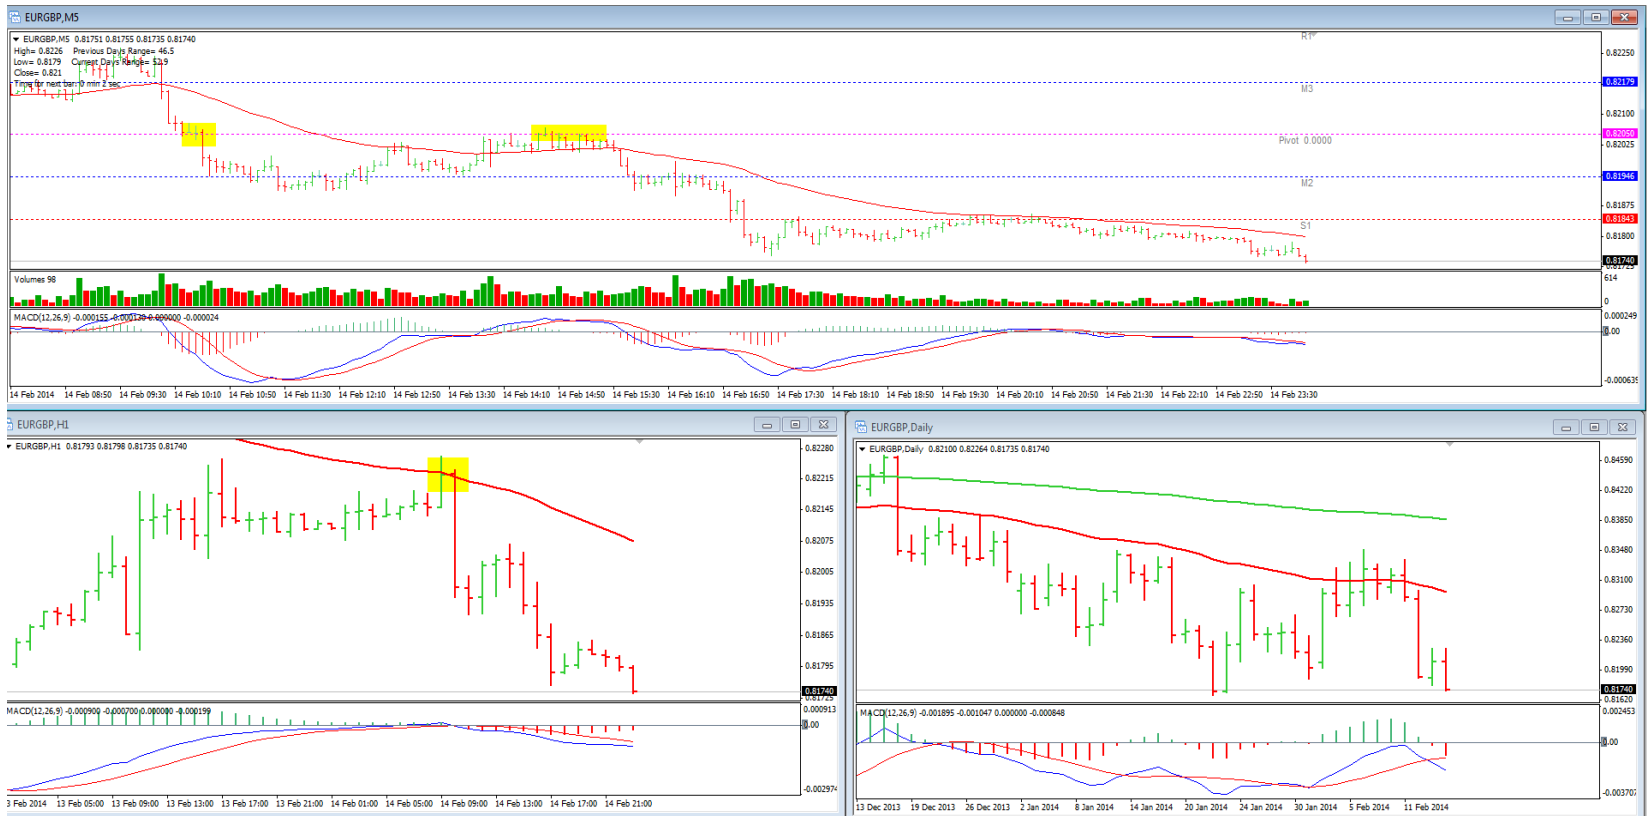 EURGBP,M5
EURGBP,M5 0.81751 0.81755 0.81735 0.81740
High= 0.8226 Previous Days Range= 46.5
Low= 0.8179 Current Days Range= 52.9
Close= 0.821
Time for next bar: 0 min 2 sec
R1
M3
Pivot 0.0000
M2
S1
0.82250
0.82179
0.82100
0.82050
0.82025
0.81946
0.81875
0.81843
0.81800
0.81740
0.81725
Volumes 98
614
0
MACD(12,26,9) -0.000155 -0.000130 0.000000 -0.000024
0.000249
0.00
-0.000639
14 Feb 2014 14 Feb 08:50 14 Feb 09:30 14 Feb 10:10 14 Feb 10:50 14 Feb 11:30 14 Feb 12:10 14 Feb 12:50 14 Feb 13:30 14 Feb 14:10 14 Feb 14:50 14 Feb 15:30 14 Feb 16:10 14 Feb 16:50 14 Feb 17:30 14 Feb 18:10 14 Feb 18:50 14 Feb 19:30 14 Feb 20:10 14 Feb 20:50 14 Feb 21:30 14 Feb 22:10 14 Feb 22:50 14 Feb 23:30
EURGBP,H1
EURGBP,H1 0.81793 0.81798 0.81735 0.81740
0.82280
0.82215
0.82145
0.82075
0.82005
0.81935
0.81865
0.81795
0.81740
0.81725
MACD(12,26,9) -0.000900 -0.000700 0.000000 -0.000199
0.000913
0.00
-0.002974
3 Feb 2014 13 Feb 05:00 13 Feb 09:00 13 Feb 13:00 13 Feb 17:00 13 Feb 21:00 14 Feb 01:00 14 Feb 05:00 14 Feb 09:00 14 Feb 13:00 14 Feb 17:00 14 Feb 21:00
EURGBP,Daily
EURGBP,Daily 0.82100 0.82264 0.81735 0.81740
0.84590
0.84220
0.83850
0.83480
0.83100
0.82730
0.82360
0.81990
0.81740
0.81620
MACD(12,26,9) -0.001895 -0.001047 0.000000 -0.000848
0.002453
0.00
-0.003707
13 Dec 2013 19 Dec 2013 26 Dec 2013 2 Jan 2014 8 Jan 2014 14 Jan 2014 20 Jan 2014 24 Jan 2014 30 Jan 2014 5 Feb 2014 11 Feb 2014